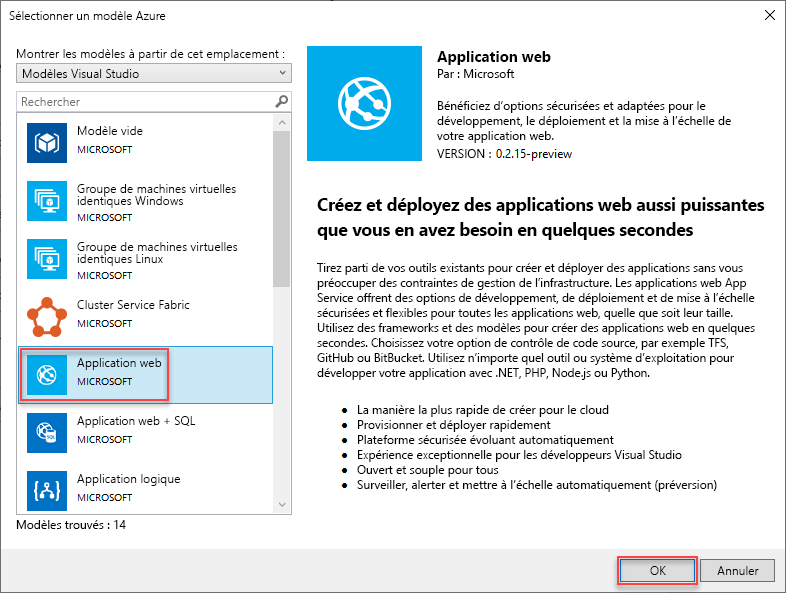 Sélectionner un modèle Azure
Montrer les modèles à partir de cet emplacement :
Modèles Visual Studio
Rechercher
Modèle vide
MICROSOFT
Groupe de machines virtuelles
identiques Windows
MICROSOFT
Groupe de machines virtuelles
identiques Linux
MICROSOFT
Cluster Service Fabric
MICROSOFT
Application web
MICROSOFT
Application web + SQL
MICROSOFT
Application logique
MICROSOFT
Modèles trouvés : 14
Application web
Par : Microsoft
Bénéficiez d’options sécurisées et adaptées pour le
développement, le déploiement et la mise à l’échelle de
votre application web.
VERSION : 0.2.15-preview
Créez et déployez des applications web aussi puissantes
que vous en avez besoin en quelques secondes
Tirez parti de vos outils existants pour créer et déployer des applications sans vous
préoccuper des contraintes de gestion de l’infrastructure. Les applications web App
Service offrent des options de développement, de déploiement et de mise à l’échelle
sécurisées et flexibles pour toutes les applications web, quelle que soit leur taille.
Utilisez des frameworks et des modèles pour créer des applications web en quelques
secondes. Choisissez votre option de contrôle de code source, par exemple TFS,
GitHub ou BitBucket. Utilisez n’importe quel outil ou système d’exploitation pour
développer votre application avec .NET, PHP, Node.js ou Python.
• La manière la plus rapide de créer pour le cloud
• Provisionner et déployer rapidement
• Plateforme sécurisée évoluant automatiquement
• Expérience exceptionnelle pour les développeurs Visual Studio
• Ouvert et souple pour tous
• Surveiller, alerter et mettre à l’échelle automatiquement (préversion)
OK
Annuler